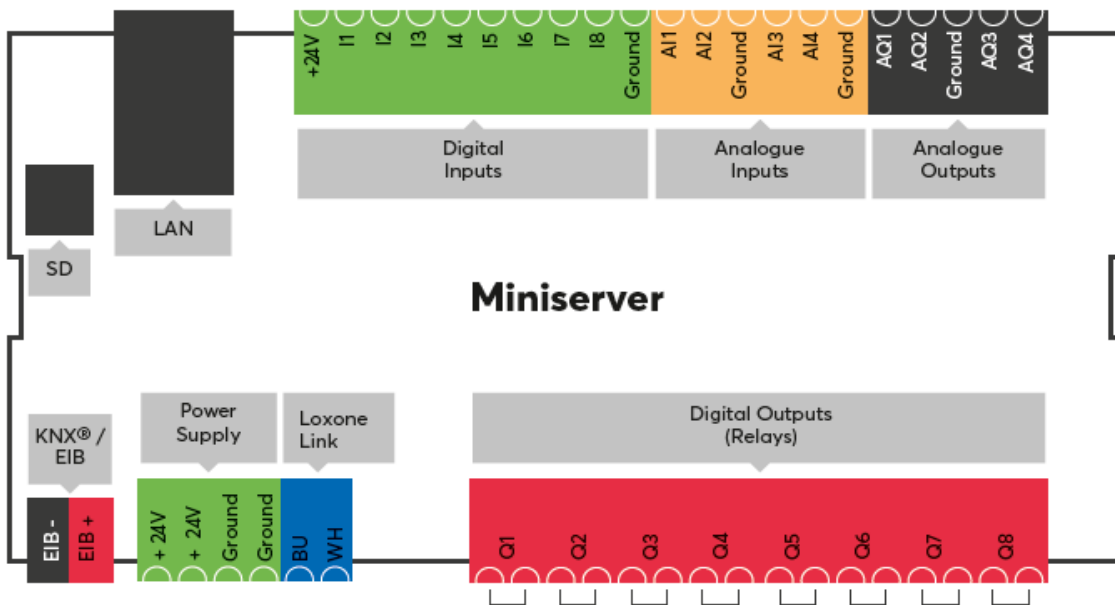 +24V
I1
I2
I3
I4
I5
I6
I7
I8
Ground
AI1
AI2
Ground
AI3
AI4
Ground
AQ1
AQ2
Ground
AQ3
AQ4
Digital
Inputs
Analogue
Inputs
Analogue
Outputs
LAN
SD
Miniserver
KNX® /
EIB
Power
Supply
Loxone
Link
Digital Outputs
(Relays)
EIB -
EIB +
+ 24V
+ 24V
Ground
Ground
BU
WH
Q1
Q2
Q3
Q4
Q5
Q6
Q7
Q8